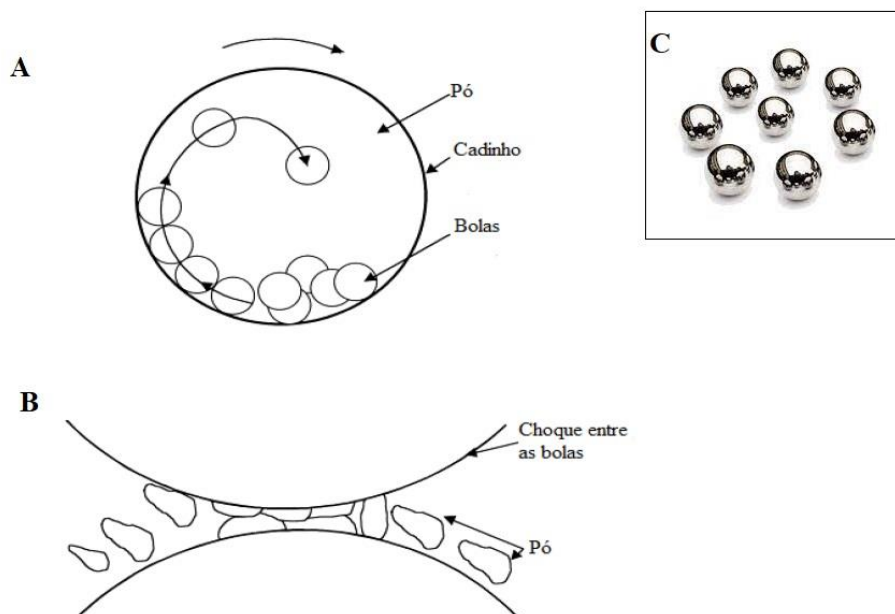 A
Pó
Cadinho
Bolas
C
B
Choque entre
as bolas
Pó